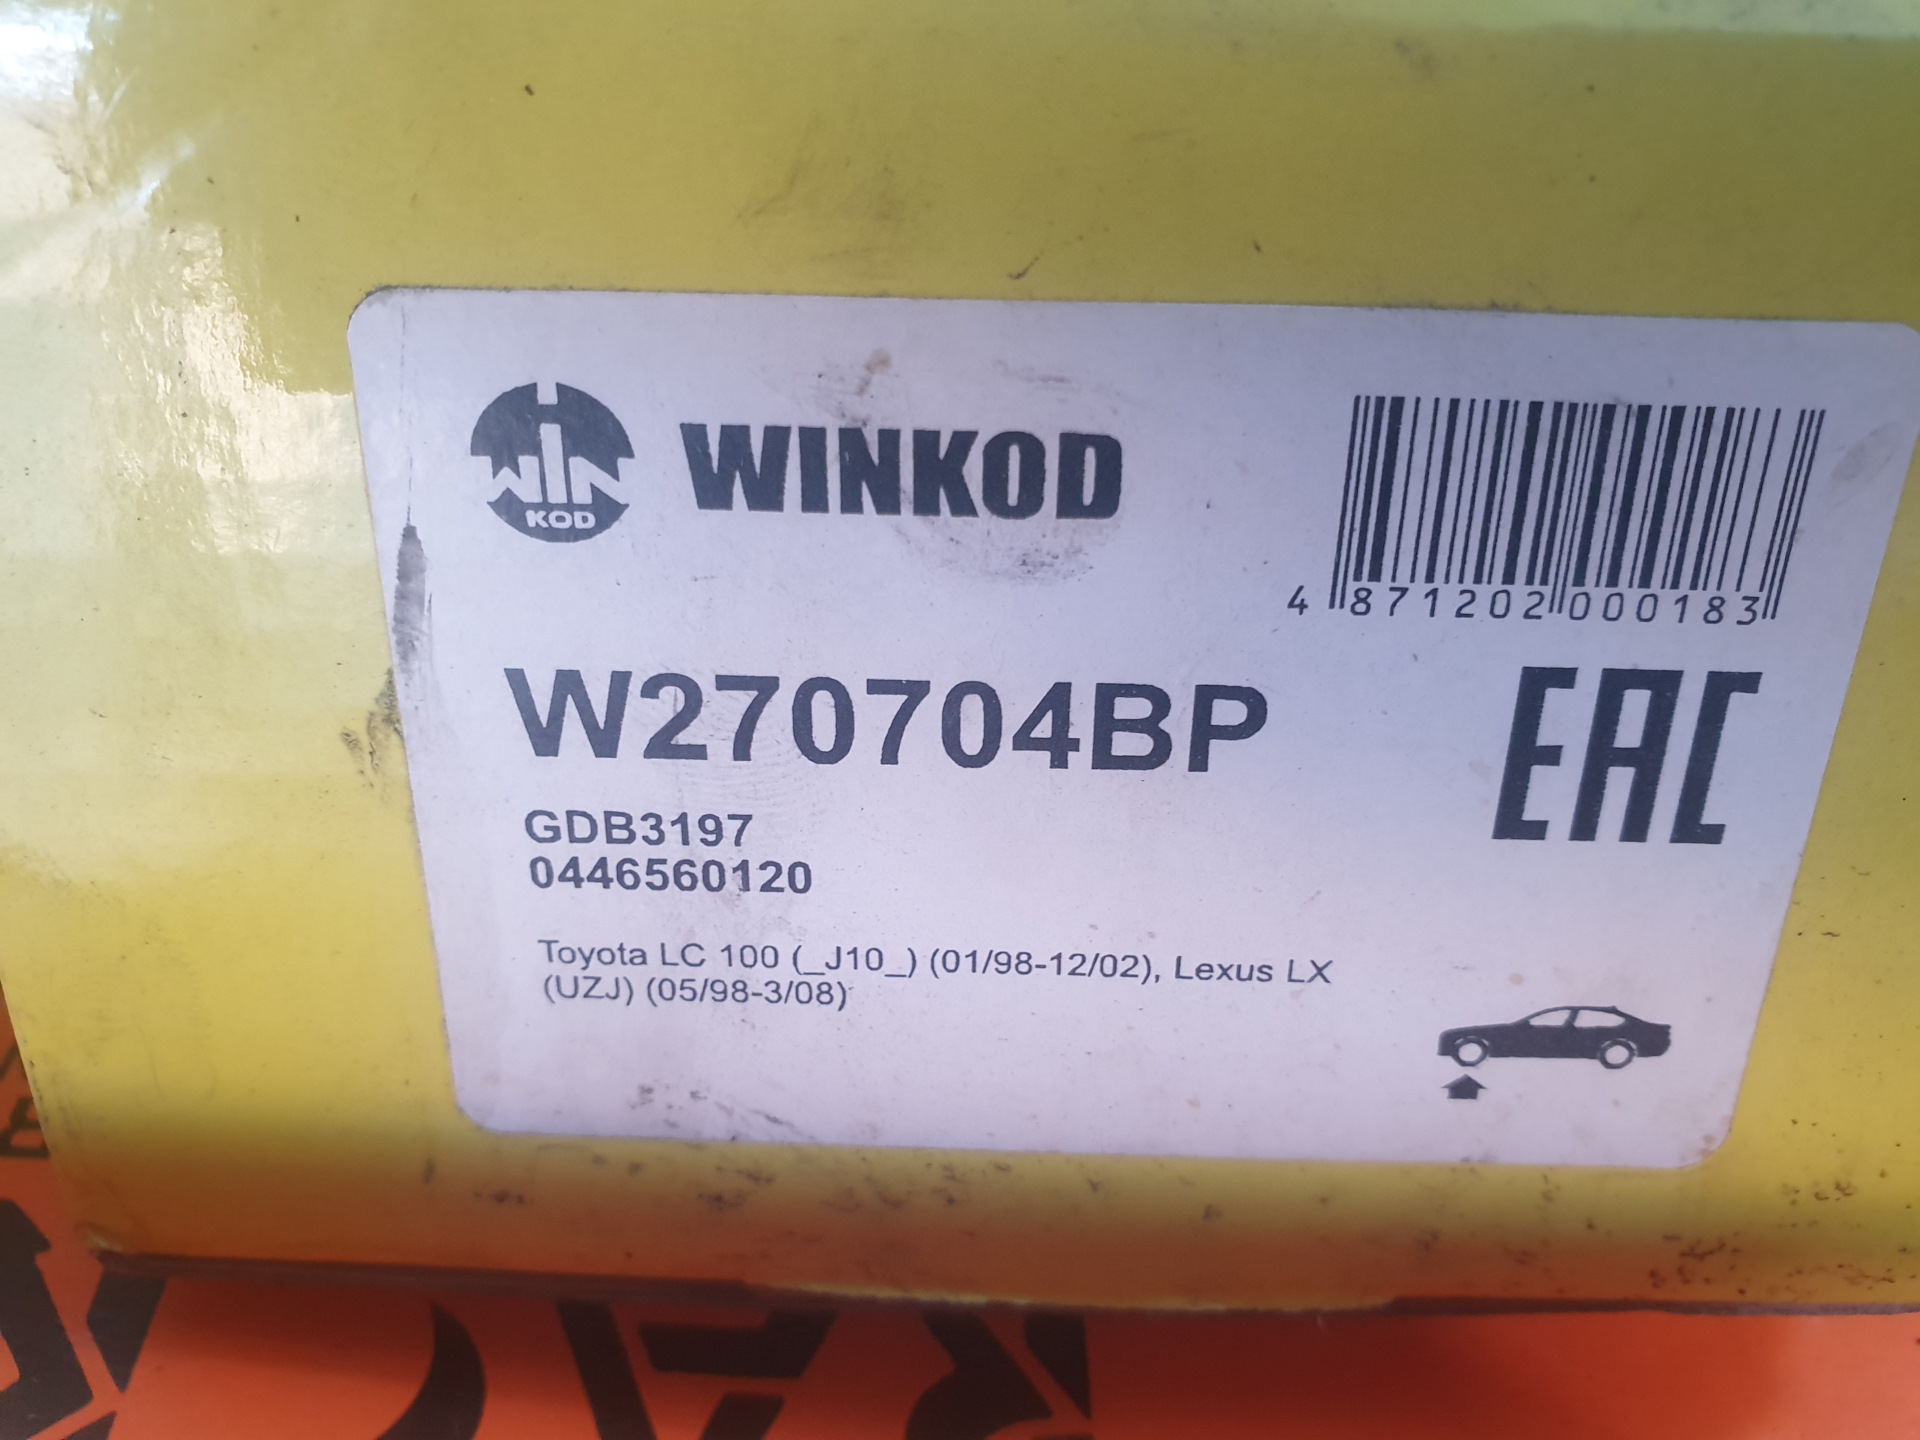 WIN
KOD
WINKOD
4 871202 000183
W270704BP
EAC
GDB3197
0446560120
Toyota LC 100 (_J10_) (01/98-12/02), Lexus LX
(UZJ) (05/98-3/08)